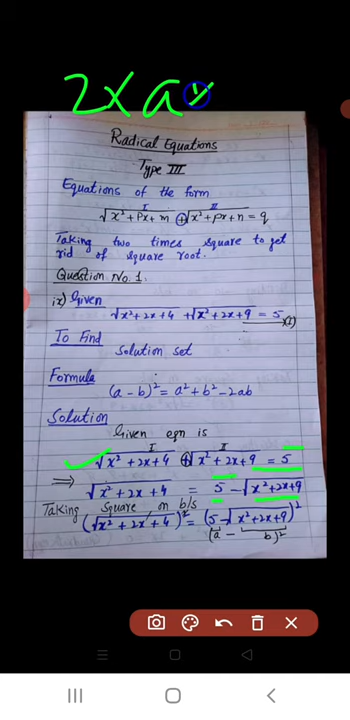 2x a x
Radical Equations
Type III
Equations of the form
I II
√x² + px + m ⊕ √x² + px + n = q
Taking two times square to get
rid of square root.
Question No. 1.
ix) Given
√x² + 2x + 4 + √x² + 2x + 9 = 5 →(1)
To Find
Solution set
Formula
(a - b)² = a² + b² - 2ab
Solution
Given eqn is
I II
√x² + 2x + 4 ⊕ √x² + 2x + 9 = 5
⇒ √x² + 2x + 4 = 5 - √x² + 2x + 9
Taking Square on b/s
(√x² + 2x + 4)² = (5 - √x² + 2x + 9)²
(a - b)²